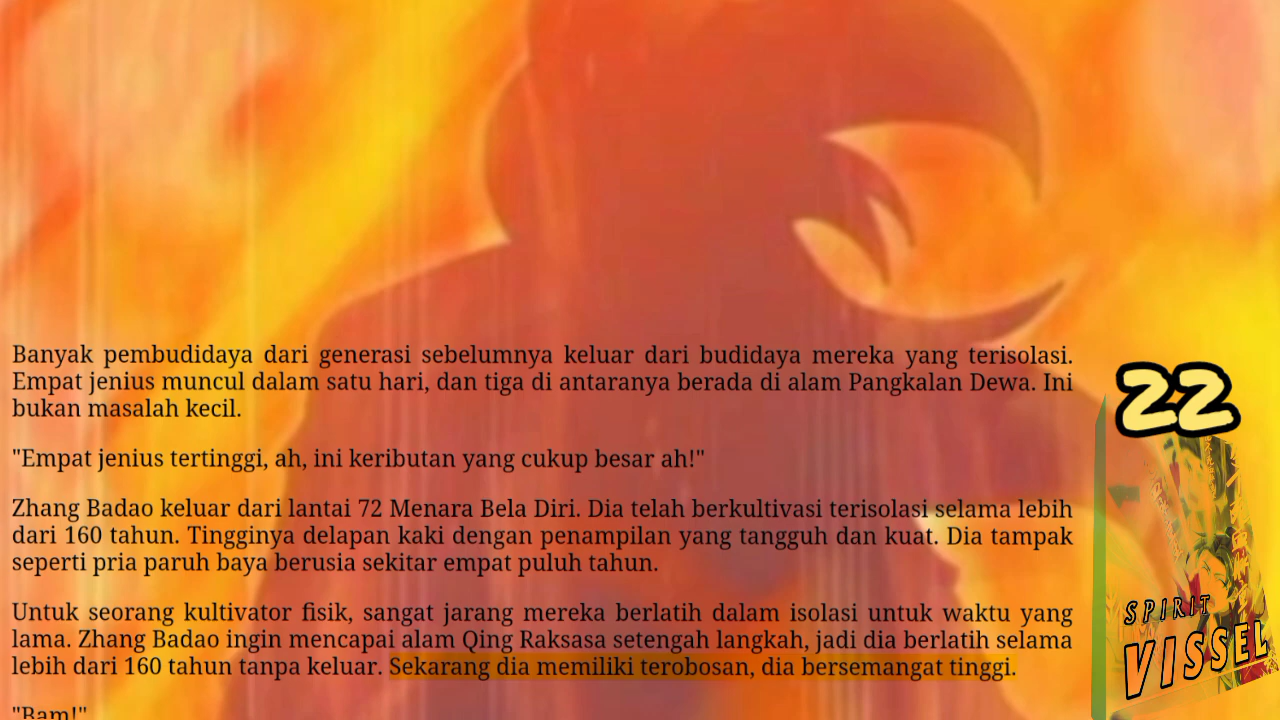 Banyak pembudidaya dari generasi sebelumnya keluar dari budidaya mereka yang terisolasi.
Empat jenius muncul dalam satu hari, dan tiga di antaranya berada di alam Pangkalan Dewa. Ini
bukan masalah kecil.
"Empat jenius tertinggi, ah, ini keributan yang cukup besar ah!"
Zhang Badao keluar dari lantai 72 Menara Bela Diri. Dia telah berkultivasi terisolasi selama lebih
dari 160 tahun. Tingginya delapan kaki dengan penampilan yang tangguh dan kuat. Dia tampak
seperti pria paruh baya berusia sekitar empat puluh tahun.
Untuk seorang kultivator fisik, sangat jarang mereka berlatih dalam isolasi untuk waktu yang
lama. Zhang Badao ingin mencapai alam Qing Raksasa setengah langkah, jadi dia berlatih selama
lebih dari 160 tahun tanpa keluar. Sekarang dia memiliki terobosan, dia bersemangat tinggi.
"Bam!"
22
SPIRIT
VISSEL